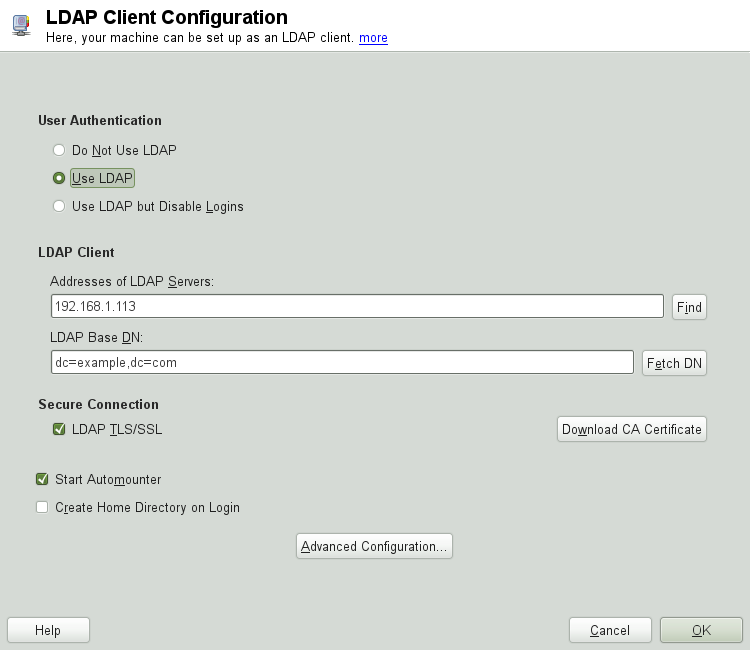 LDAP Client Configuration
Here, your machine can be set up as an LDAP client. more
User Authentication
Do Not Use LDAP
Use LDAP
Use LDAP but Disable Logins
LDAP Client
Addresses of LDAP Servers:
192.168.1.113
Find
LDAP Base DN:
dc=example,dc=com
Fetch DN
Secure Connection
LDAP TLS/SSL
Download CA Certificate
Start Automounter
Create Home Directory on Login
Advanced Configuration...
Help
Cancel
OK